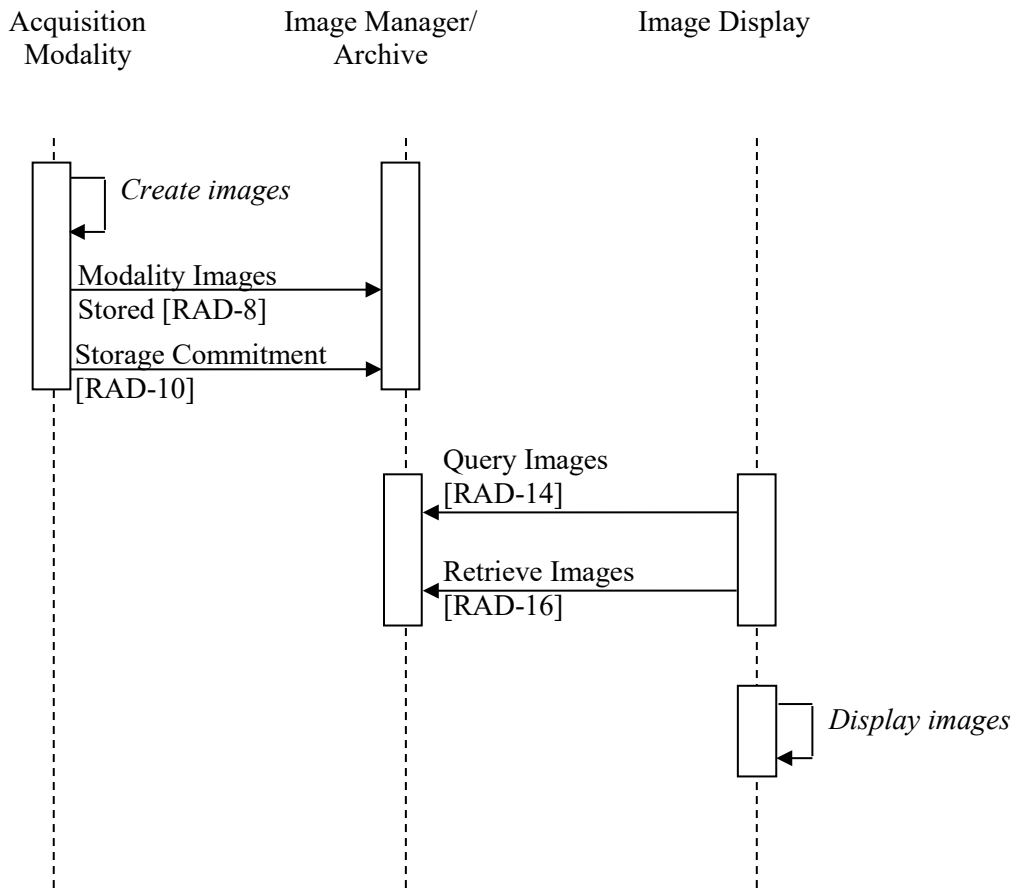 Acquisition
Modality
Image Manager/
Archive
Image Display
Create images
Modality Images
Stored [RAD-8]
Storage Commitment
[RAD-10]
Query Images
[RAD-14]
Retrieve Images
[RAD-16]
Display images